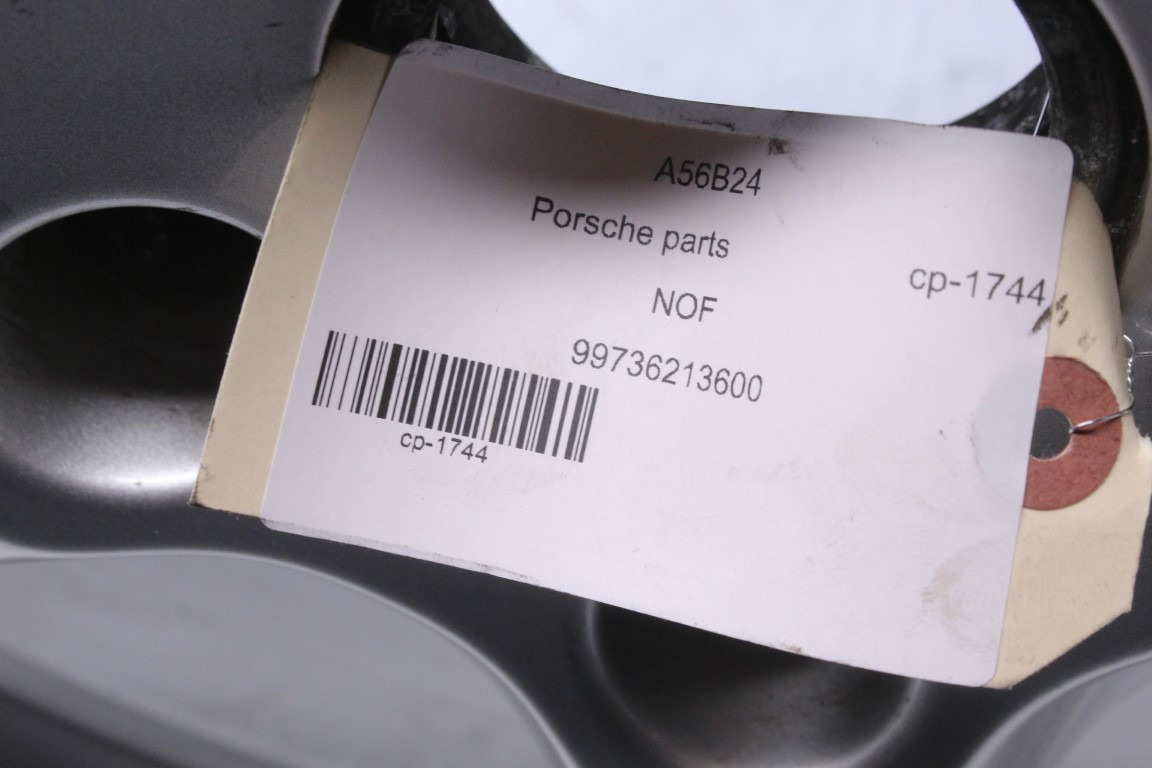 A56B24
Porsche parts
cp-1744
NOF
99736213600
cp-1744